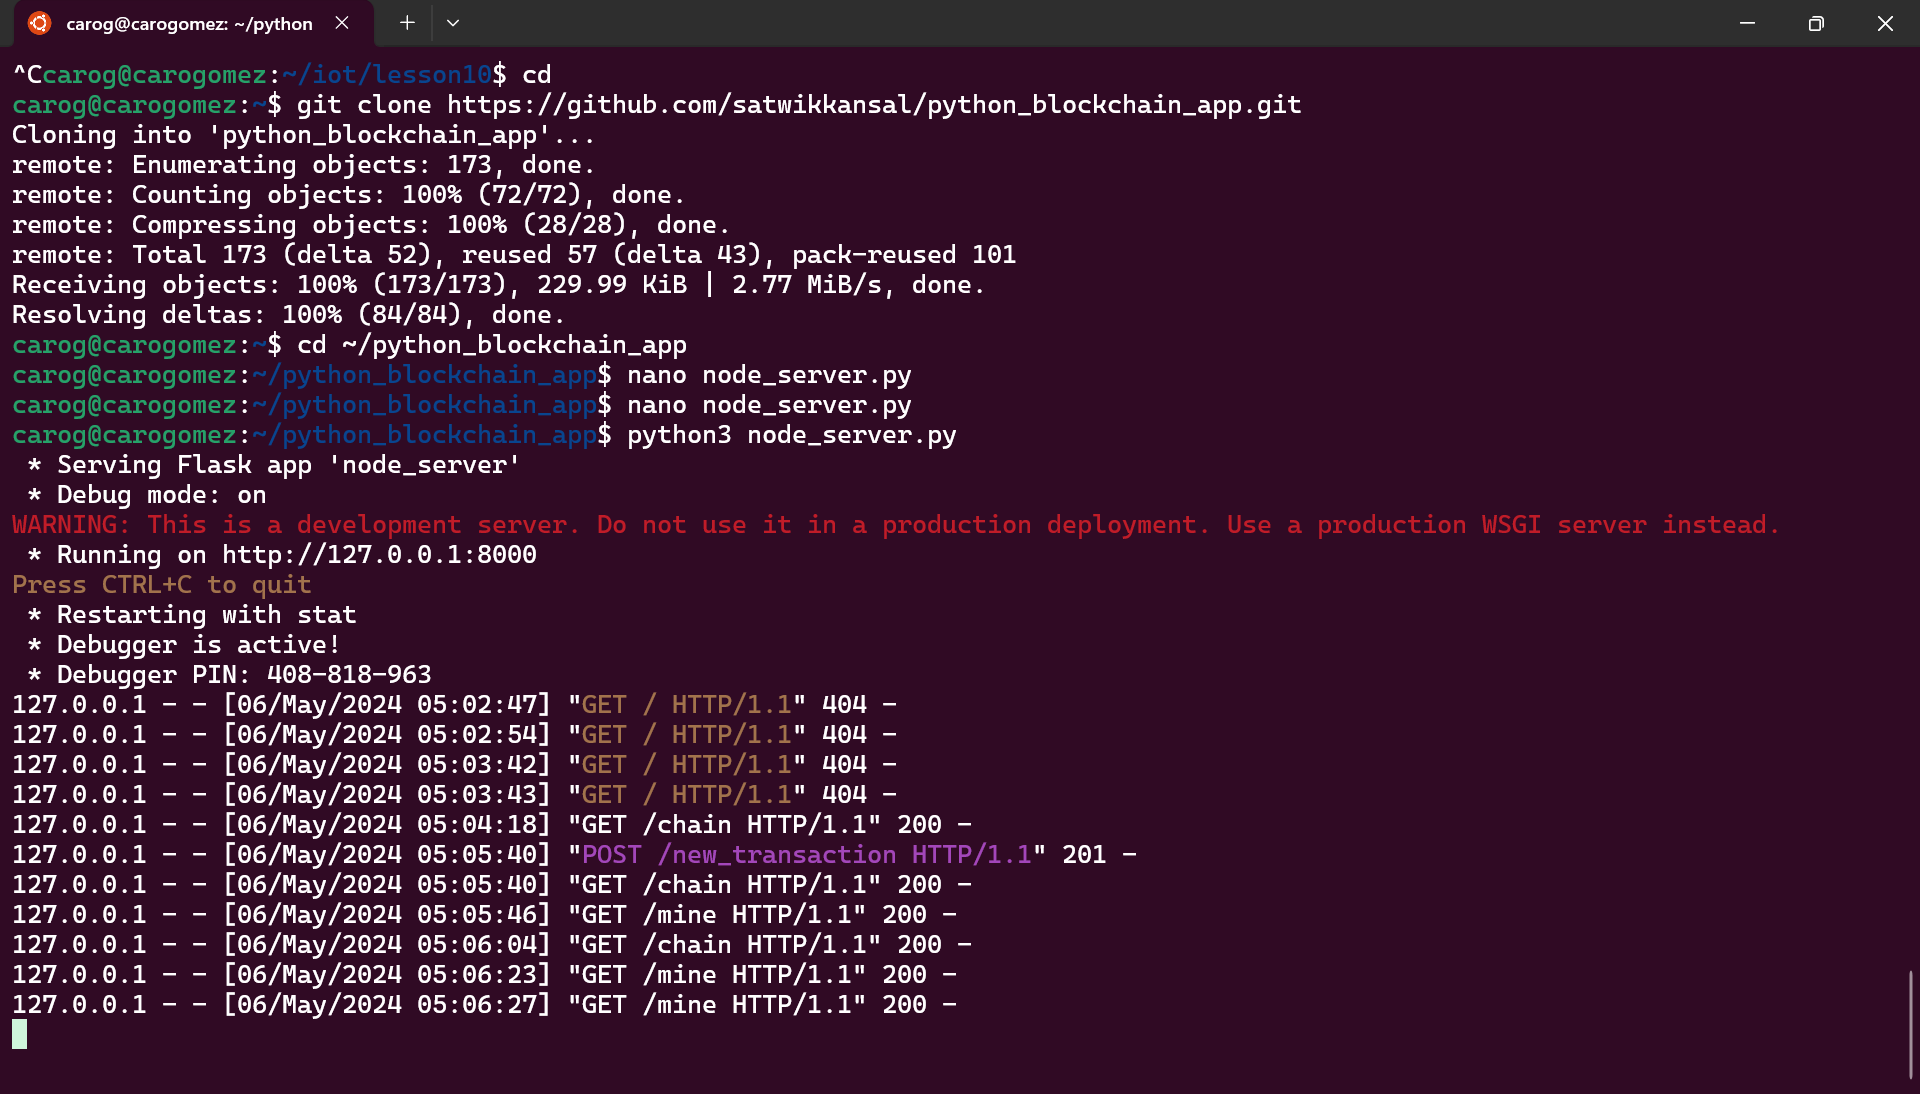 carog@carogomez: ~/python
^Ccarog@carogomez:~/iot/lesson10$ cd
carog@carogomez:~$ git clone https://github.com/satwikkansal/python_blockchain_app.git
Cloning into 'python_blockchain_app'...
remote: Enumerating objects: 173, done.
remote: Counting objects: 100% (72/72), done.
remote: Compressing objects: 100% (28/28), done.
remote: Total 173 (delta 52), reused 57 (delta 43), pack-reused 101
Receiving objects: 100% (173/173), 229.99 KiB | 2.77 MiB/s, done.
Resolving deltas: 100% (84/84), done.
carog@carogomez:~$ cd ~/python_blockchain_app
carog@carogomez:~/python_blockchain_app$ nano node_server.py
carog@carogomez:~/python_blockchain_app$ nano node_server.py
carog@carogomez:~/python_blockchain_app$ python3 node_server.py
 * Serving Flask app 'node_server'
 * Debug mode: on
WARNING: This is a development server. Do not use it in a production deployment. Use a production WSGI server instead.
 * Running on http://127.0.0.1:8000
Press CTRL+C to quit
 * Restarting with stat
 * Debugger is active!
 * Debugger PIN: 408-818-963
127.0.0.1 - - [06/May/2024 05:02:47] "GET / HTTP/1.1" 404 -
127.0.0.1 - - [06/May/2024 05:02:54] "GET / HTTP/1.1" 404 -
127.0.0.1 - - [06/May/2024 05:03:42] "GET / HTTP/1.1" 404 -
127.0.0.1 - - [06/May/2024 05:03:43] "GET / HTTP/1.1" 404 -
127.0.0.1 - - [06/May/2024 05:04:18] "GET /chain HTTP/1.1" 200 -
127.0.0.1 - - [06/May/2024 05:05:40] "POST /new_transaction HTTP/1.1" 201 -
127.0.0.1 - - [06/May/2024 05:05:40] "GET /chain HTTP/1.1" 200 -
127.0.0.1 - - [06/May/2024 05:05:46] "GET /mine HTTP/1.1" 200 -
127.0.0.1 - - [06/May/2024 05:06:04] "GET /chain HTTP/1.1" 200 -
127.0.0.1 - - [06/May/2024 05:06:23] "GET /mine HTTP/1.1" 200 -
127.0.0.1 - - [06/May/2024 05:06:27] "GET /mine HTTP/1.1" 200 -